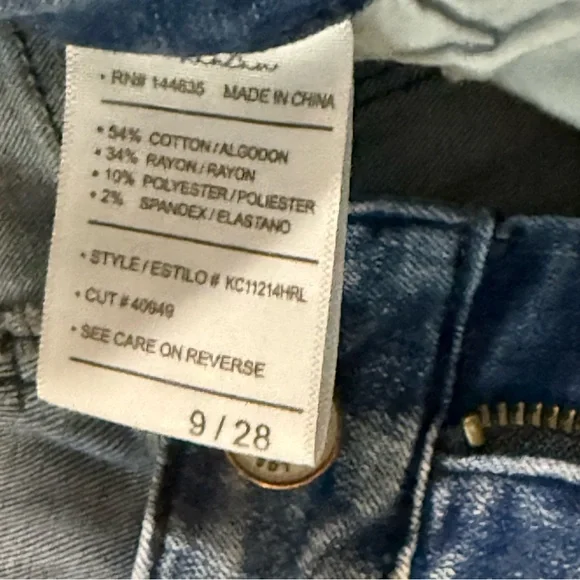 • RN# 144635 MADE IN CHINA
• 54% COTTON/ALGODON
• 34% RAYON/RAYON
• 10% POLYESTER/POLIESTER
• 2% SPANDEX/ELASTANO
• STYLE/ESTILO # KC11214HRL
• CUT # 40649
• SEE CARE ON REVERSE
9/28